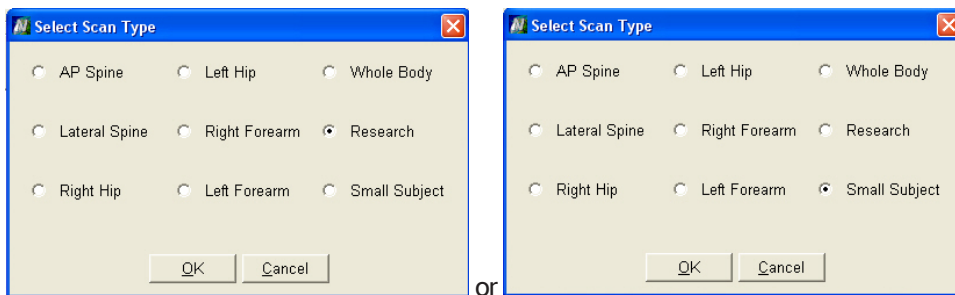 Select Scan Type
AP Spine Left Hip Whole Body
Lateral Spine Right Forearm Research
Right Hip Left Forearm Small Subject
OK Cancel
or
Select Scan Type
AP Spine Left Hip Whole Body
Lateral Spine Right Forearm Research
Right Hip Left Forearm Small Subject
OK Cancel